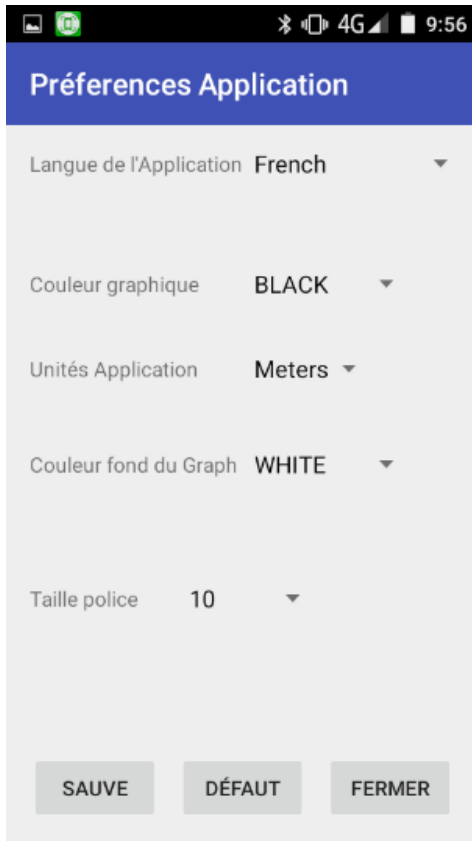 4G 9:56
Préferences Application
Langue de l'Application French
Couleur graphique BLACK
Unités Application Meters
Couleur fond du Graph WHITE
Taille police 10
SAUVE DÉFAUT FERMER